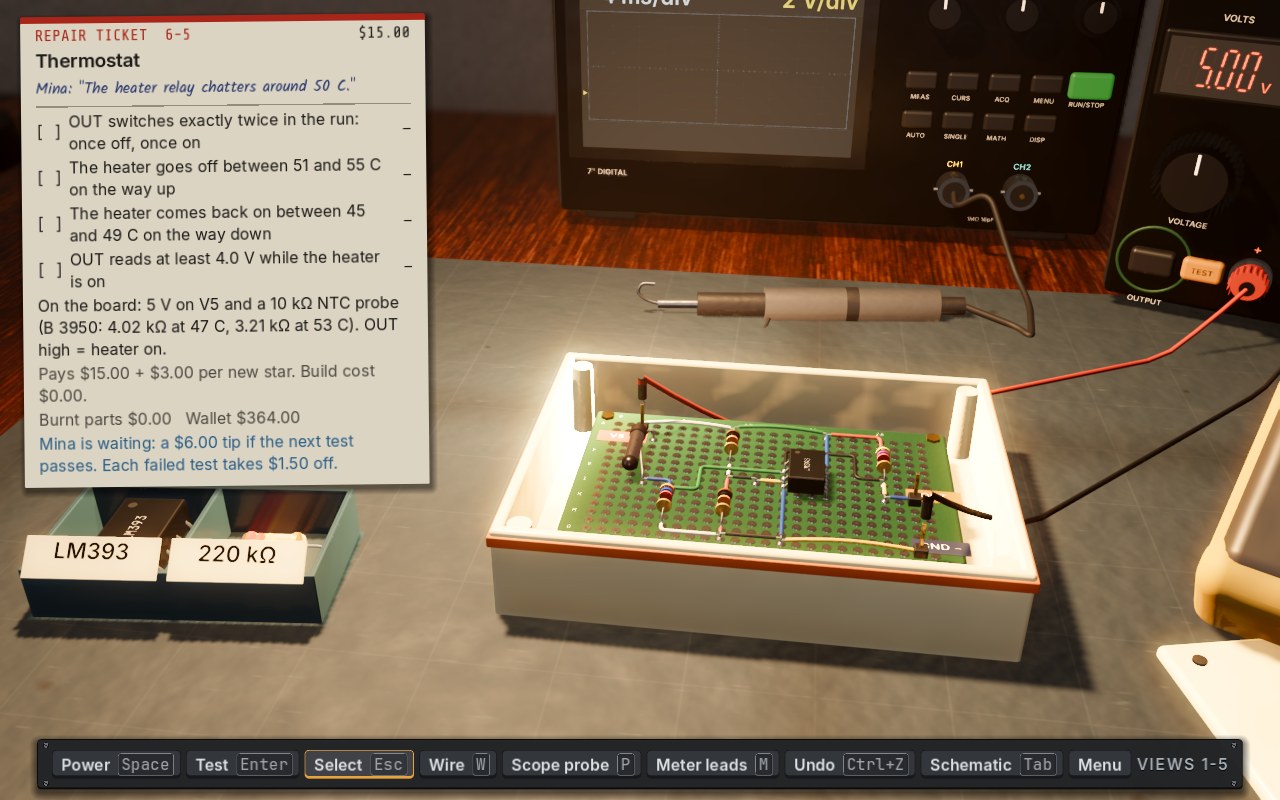 REPAIR TICKET 6-5 $15.00
Thermostat
Mina: "The heater relay chatters around 50 C."
[ ] OUT switches exactly twice in the run: –
once off, once on
[ ] The heater goes off between 51 and 55 C –
on the way up
[ ] The heater comes back on between 45 –
and 49 C on the way down
[ ] OUT reads at least 4.0 V while the heater –
is on
On the board: 5 V on V5 and a 10 kΩ NTC probe
(B 3950: 4.02 kΩ at 47 C, 3.21 kΩ at 53 C). OUT
high = heater on.
Pays $15.00 + $3.00 per new star. Build cost
$0.00.
Burnt parts $0.00 Wallet $364.00
Mina is waiting: a $6.00 tip if the next test
passes. Each failed test takes $1.50 off.
2 V/div
MEAS CURS ACQ MENU RUN/STOP
AUTO SINGLE MATH DISP
CH1 CH2
7" DIGITAL
VOLTS
5.00 V
VOLTAGE
TEST
+
OUTPUT
LM393
220 kΩ
Power Space Test Enter Select Esc Wire W Scope probe P Meter leads M Undo Ctrl+Z Schematic Tab Menu VIEWS 1-5